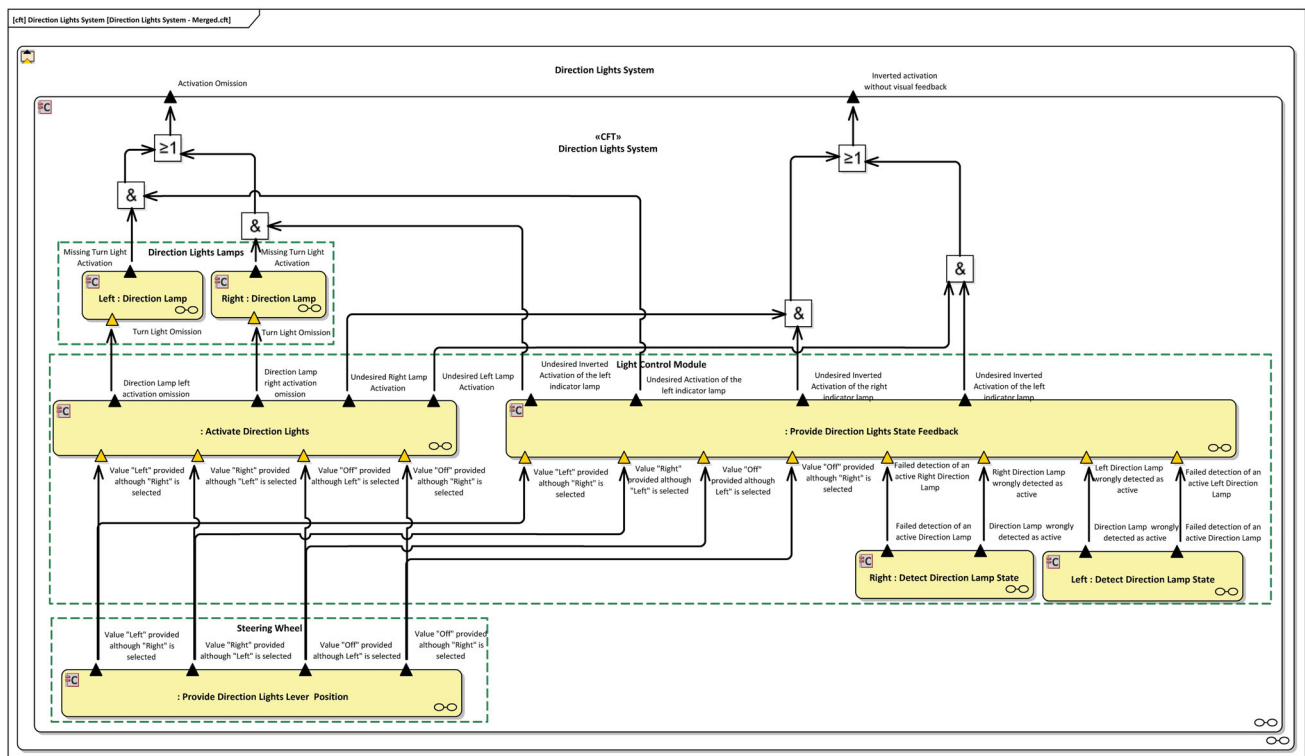 [cft] Direction Lights System [Direction Lights System - Merged.cft]
Direction Lights System
Activation Omission
Inverted activation
without visual feedback
C
«CFT»
Direction Lights System
≥1
≥1
&
&
&
&
Direction Lights Lamps
Missing Turn Light
Activation
Missing Turn Light
Activation
C
Left : Direction Lamp
C
Right : Direction Lamp
Turn Light Omission
Turn Light Omission
Light Control Module
Direction Lamp left
activation omission
Direction Lamp
right activation
omission
Undesired Right Lamp
Activation
Undesired Left Lamp
Activation
Undesired Inverted
Activation of the left
indicator lamp
Undesired Activation of the
left indicator lamp
Undesired Inverted
Activation of the right
indicator lamp
Undesired Inverted
Activation of the left
indicator lamp
C
: Activate Direction Lights
C
: Provide Direction Lights State Feedback
Value "Left" provided
although "Right" is
selected
Value "Right" provided
although "Left" is
selected
Value "Off" provided
although Left" is
selected
Value "Off" provided
although "Right" is
selected
Value "Left" provided
although "Right" is
selected
Value "Right"
provided although
"Left" is selected
Value "Off"
provided although
Left" is selected
Value "Off" provided
although "Right" is
selected
Failed detection of an
active Right Direction
Lamp
Right Direction Lamp
wrongly detected as
active
Left Direction Lamp
wrongly detected as
active
Failed detection of an
active Left Direction
Lamp
Failed detection of an
active Direction Lamp
Direction Lamp wrongly
detected as active
Direction Lamp wrongly
detected as active
Failed detection of an
active Direction Lamp
C
Right : Detect Direction Lamp State
C
Left : Detect Direction Lamp State
Steering Wheel
Value "Left" provided
although "Right" is
selected
Value "Right" provided
although "Left" is selected
Value "Off" provided
although Left" is selected
Value "Off" provided
although "Right" is
selected
C
: Provide Direction Lights Lever Position